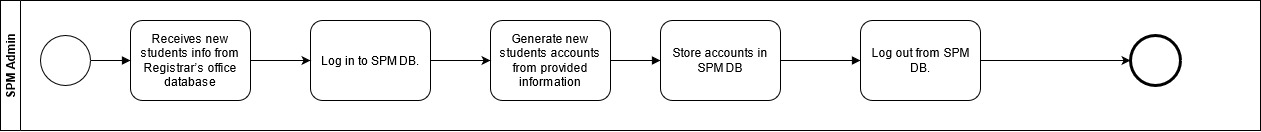 SPM Admin
Receives new
students info from
Registrar's office
database
Log in to SPM DB.
Generate new
students accounts
from provided
information
Store accounts in
SPM DB
Log out from SPM
DB.